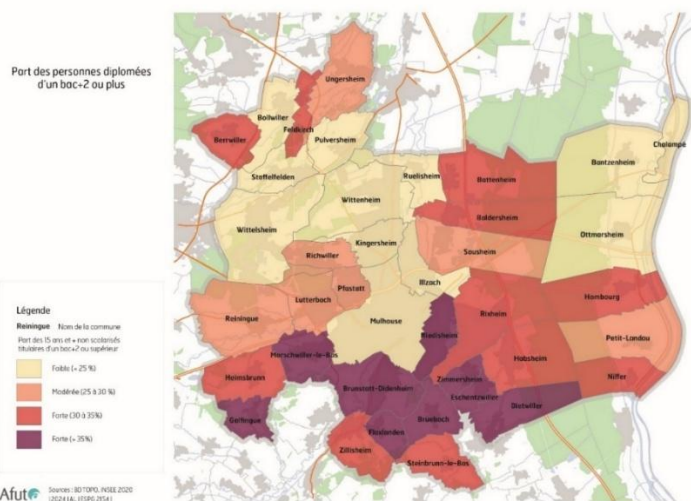 Part des personnes diplomées
d'un bac+2 ou plus
Ungersheim
Bollwiller
Feldkirch
Berrwiller
Pulversheim
Staffelfelden
Ruelisheim
Battenheim
Bantzenheim
Chalampé
Wittenheim
Wittelsheim
Baldersheim
Ottmarsheim
Kingersheim
Sausheim
Richwiller
Illzach
Pfastatt
Lutterbach
Hombourg
Reiningue
Mulhouse
Rixheim
Riedisheim
Petit-Landau
Morschwiller-le-Bas
Habsheim
Heimsbrunn
Zimmersheim
Niffer
Brunstatt-Didenheim
Eschentzwiller
Dietwiller
Galfingue
Bruebach
Flaxlanden
Zillisheim
Steinbrunn-le-Bas
Légende
Reiningue Nom de la commune
Part des 15 ans et + non scolarisés
titulaires d'un bac+2 ou supérieur
Faible (< 25 %)
Modérée (25 à 30 %)
Forte (30 à 35%)
Forte (> 35%)
Afut
Sources : BD TOPO, INSEE 2020